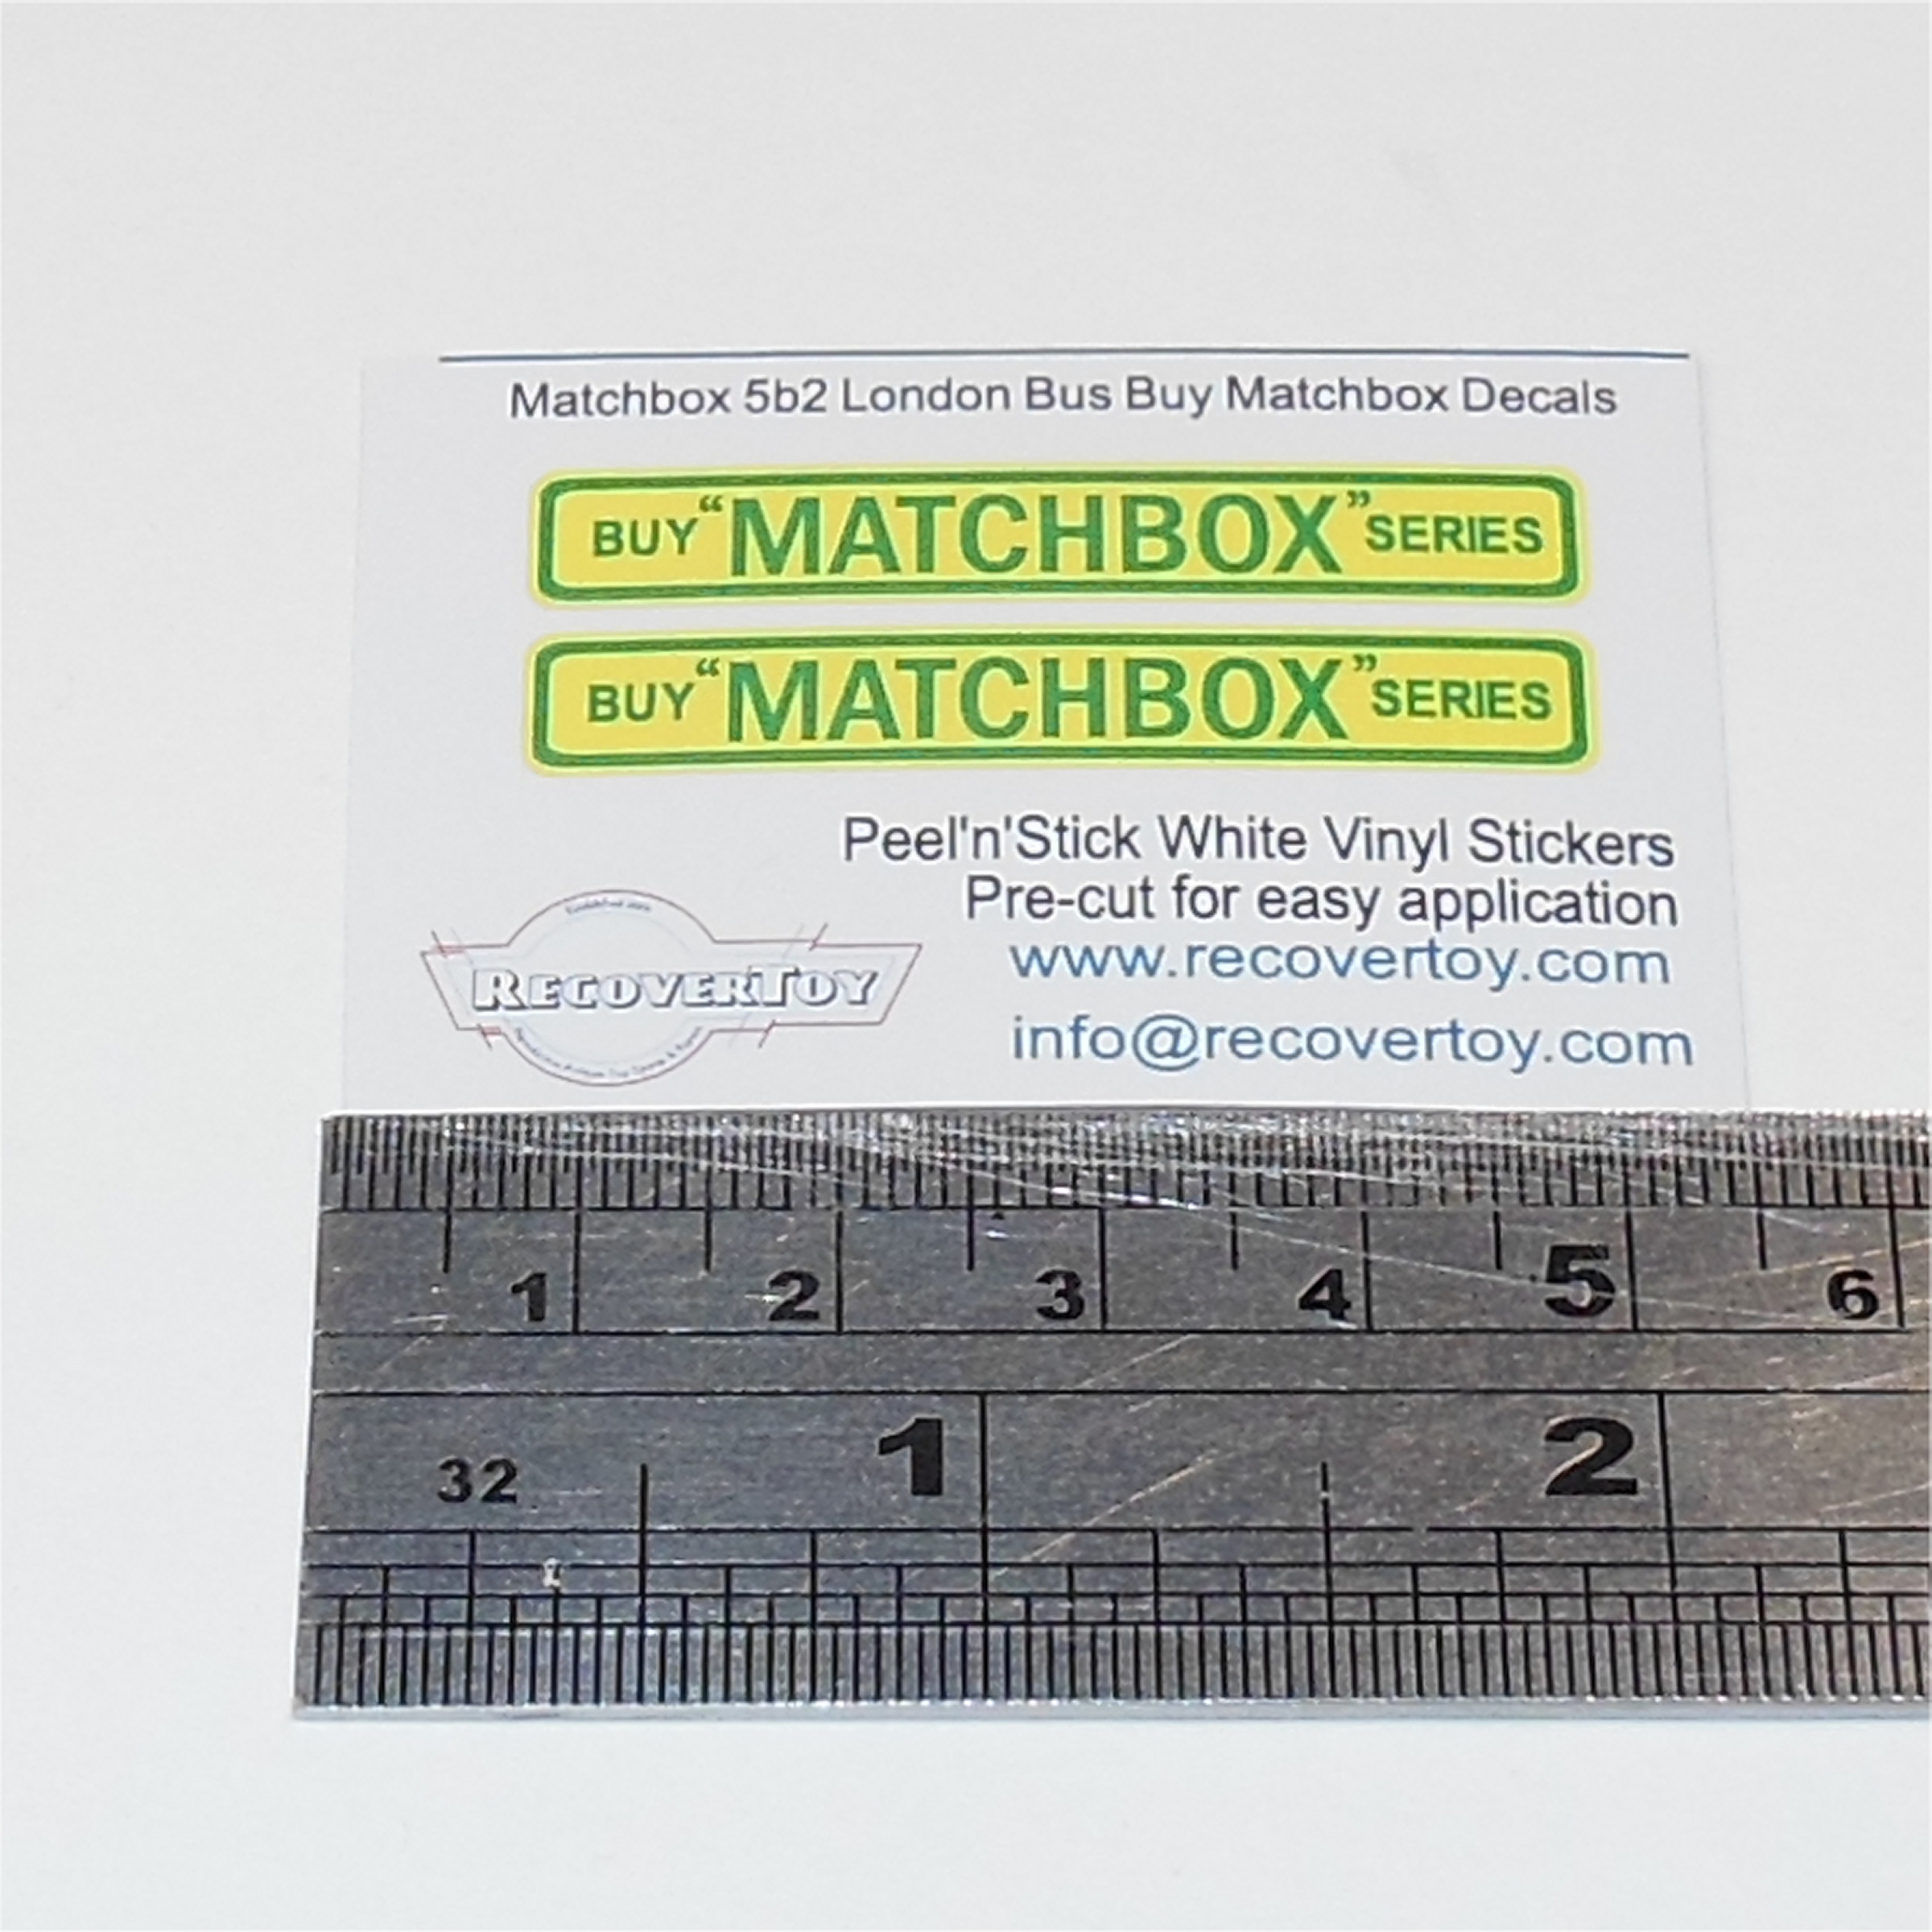 Matchbox 5b2 London Bus Buy Matchbox Decals
BUY “MATCHBOX” SERIES
BUY “MATCHBOX” SERIES
Peel'n'Stick White Vinyl Stickers
Pre-cut for easy application
www.recovertoy.com
info@recovertoy.com
RECOVERTOY
1 2 3 4 5 6
1 2
32